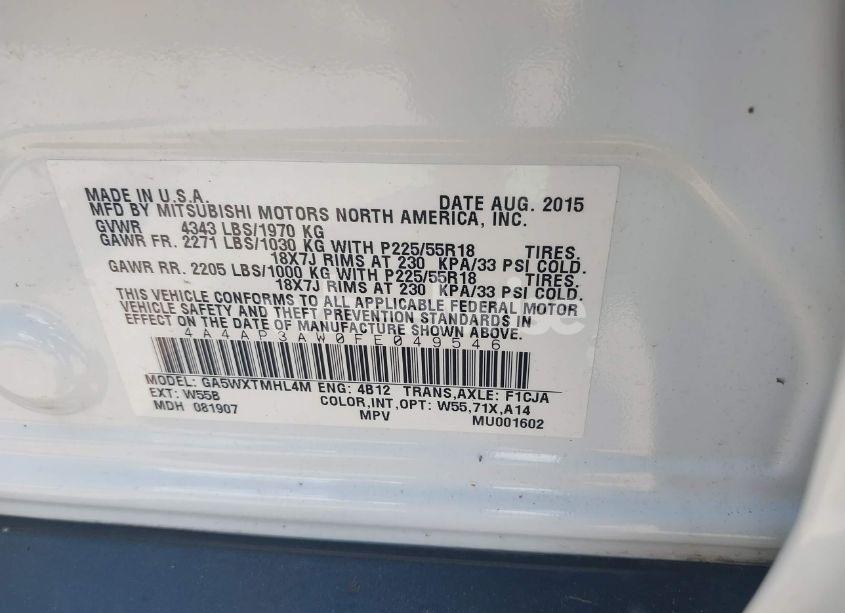 MADE IN U.S.A. DATE AUG. 2015
MFD BY MITSUBISHI MOTORS NORTH AMERICA, INC.
GVWR 4343 LBS/1970 KG
GAWR FR. 2271 LBS/1030 KG WITH P225/55R18 TIRES,
18X7J RIMS AT 230 KPA/33 PSI COLD.
GAWR RR. 2205 LBS/1000 KG WITH P225/55R18 TIRES,
18X7J RIMS AT 230 KPA/33 PSI COLD.
THIS VEHICLE CONFORMS TO ALL APPLICABLE FEDERAL MOTOR
VEHICLE SAFETY AND THEFT PREVENTION STANDARDS IN
EFFECT ON THE DATE OF MANUFACTURE SHOWN ABOVE.
4A4AP3AW0FE049546
MODEL: GA5WXTMHL4M ENG: 4B12 TRANS,AXLE: F1CJA
EXT: W55B COLOR,INT,OPT: W55,71X,A14
MDH 081907 MPV MU001602